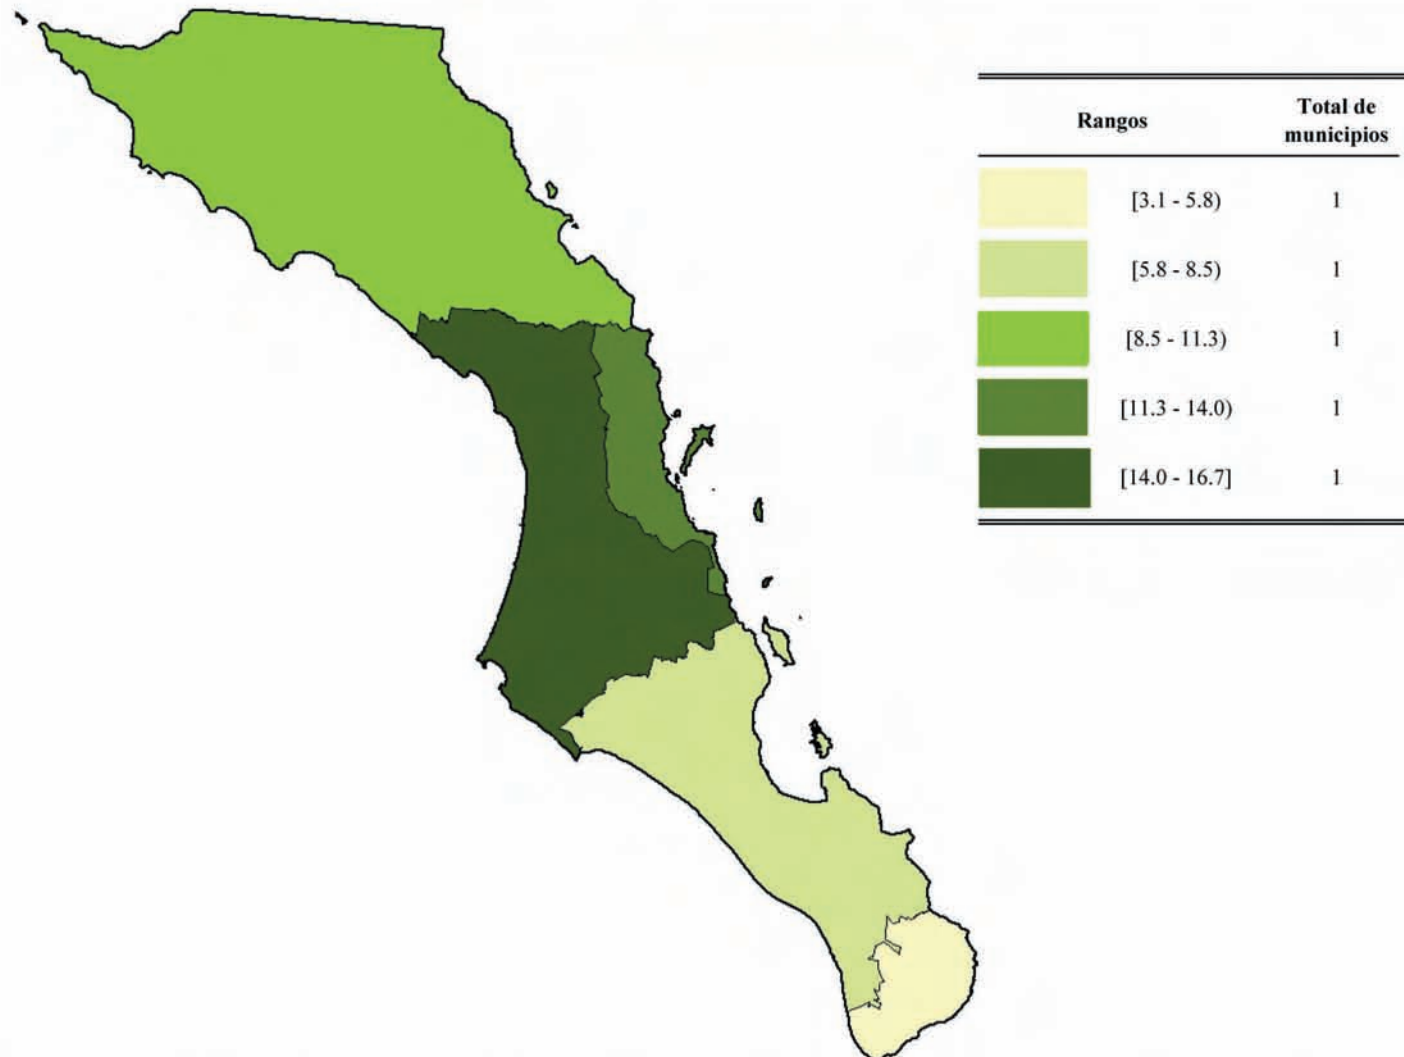 Rangos Total de
municipios
[3.1 - 5.8) 1
[5.8 - 8.5) 1
[8.5 - 11.3) 1
[11.3 - 14.0) 1
[14.0 - 16.7] 1